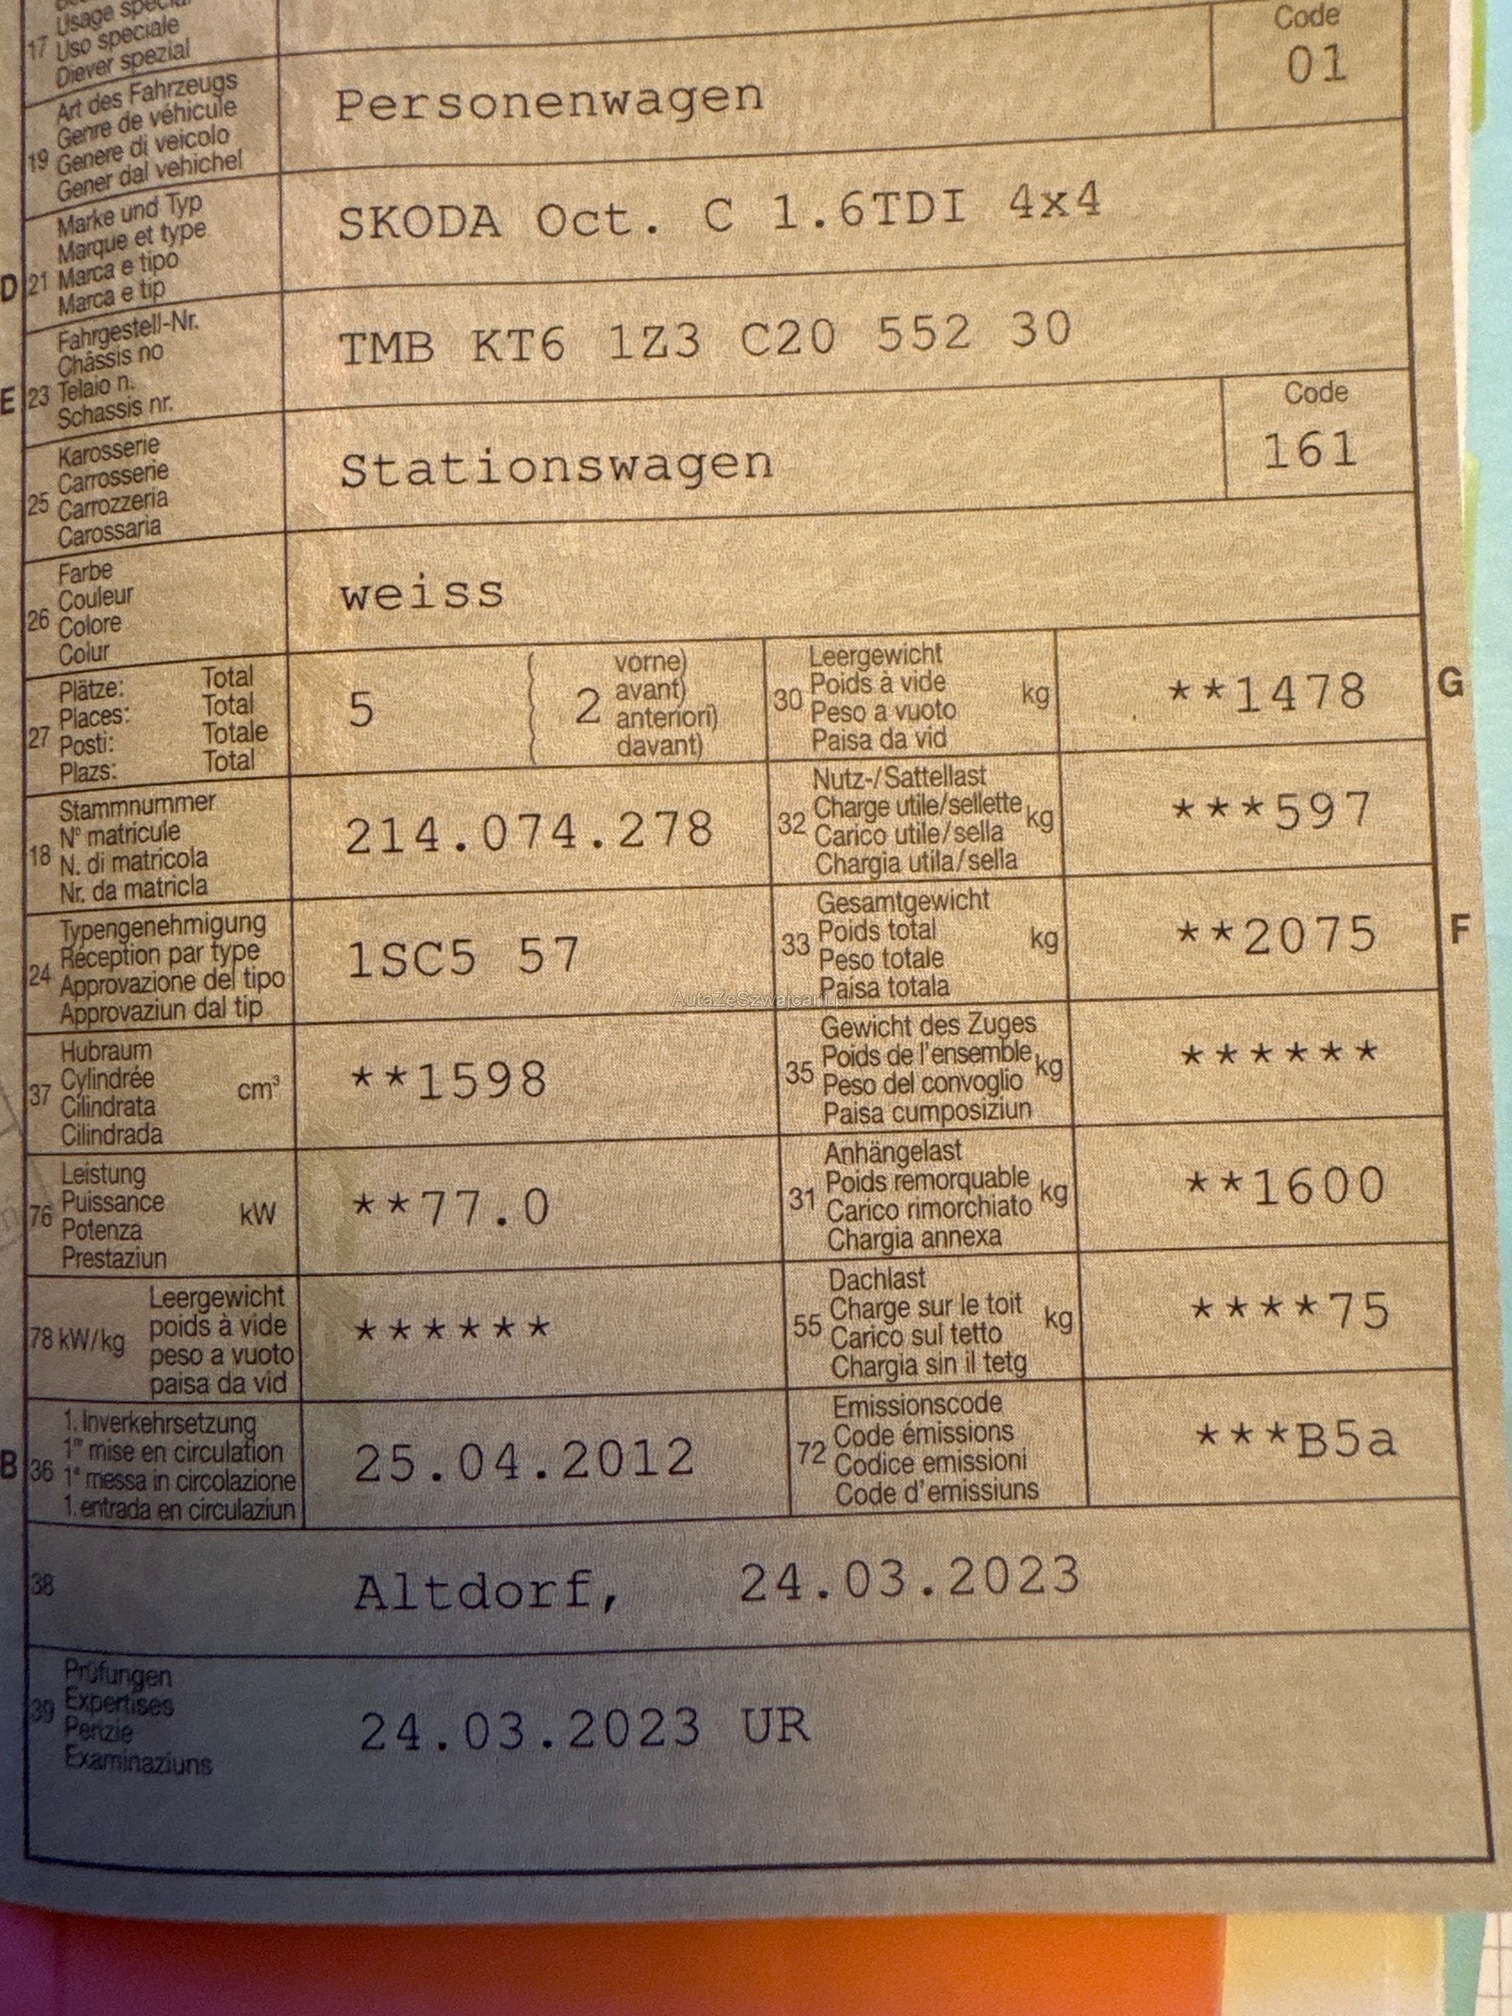 17 Usage
Uso speciale
Diever spezial
Code
01
19 Art des Fahrzeugs
Genre de véhicule
Genere di veicolo
Gener dal vehichel
Personenwagen
D 21 Marke und Typ
Marque et type
Marca e tipo
Marca e tip
SKODA Oct. C 1.6TDI 4x4
E 23 Fahrgestell-Nr.
Châssis no
Telaio n.
Schassis nr.
TMB KT6 1Z3 C20 552 30
25 Karosserie
Carrosserie
Carrozzeria
Carossaria
Stationswagen
Code
161
26 Farbe
Couleur
Colore
Colur
weiss
27 Plätze: Total
Places: Total
Posti: Totale
Plazs: Total
5 ( 2 vorne)
avant)
anteriori)
davant)
30 Leergewicht
Poids à vide kg
Peso a vuoto
Paisa da vid
**1478 G
18 Stammnummer
N° matricule
N. di matricola
Nr. da matricla
214.074.278
32 Nutz-/Sattellast
Charge utile/sellette kg
Carico utile/sella
Chargia utila/sella
***597
24 Typengenehmigung
Réception par type
Approvazione del tipo
Approvaziun dal tip
1SC5 57
33 Gesamtgewicht
Poids total kg
Peso totale
Paisa totala
**2075 F
AutaZeSzwajcarii.pl
37 Hubraum
Cylindrée cm³
Cilindrata
Cilindrada
**1598
35 Gewicht des Zuges
Poids de l'ensemble kg
Peso del convoglio
Paisa cumposiziun
******
76 Leistung
Puissance kW
Potenza
Prestaziun
**77.0
31 Anhängelast
Poids remorquable kg
Carico rimorchiato
Chargia annexa
**1600
78 kW/kg Leergewicht
poids à vide
peso a vuoto
paisa da vid
******
55 Dachlast
Charge sur le toit kg
Carico sul tetto
Chargia sin il tetg
****75
B 36 1. Inverkehrsetzung
1re mise en circulation
1a messa in circolazione
1. entrada en circulaziun
25.04.2012
72 Emissionscode
Code émissions
Codice emissioni
Code d'emissiuns
***B5a
38 Altdorf, 24.03.2023
39 Prüfungen
Expertises
Perizie
Examinaziuns
24.03.2023 UR